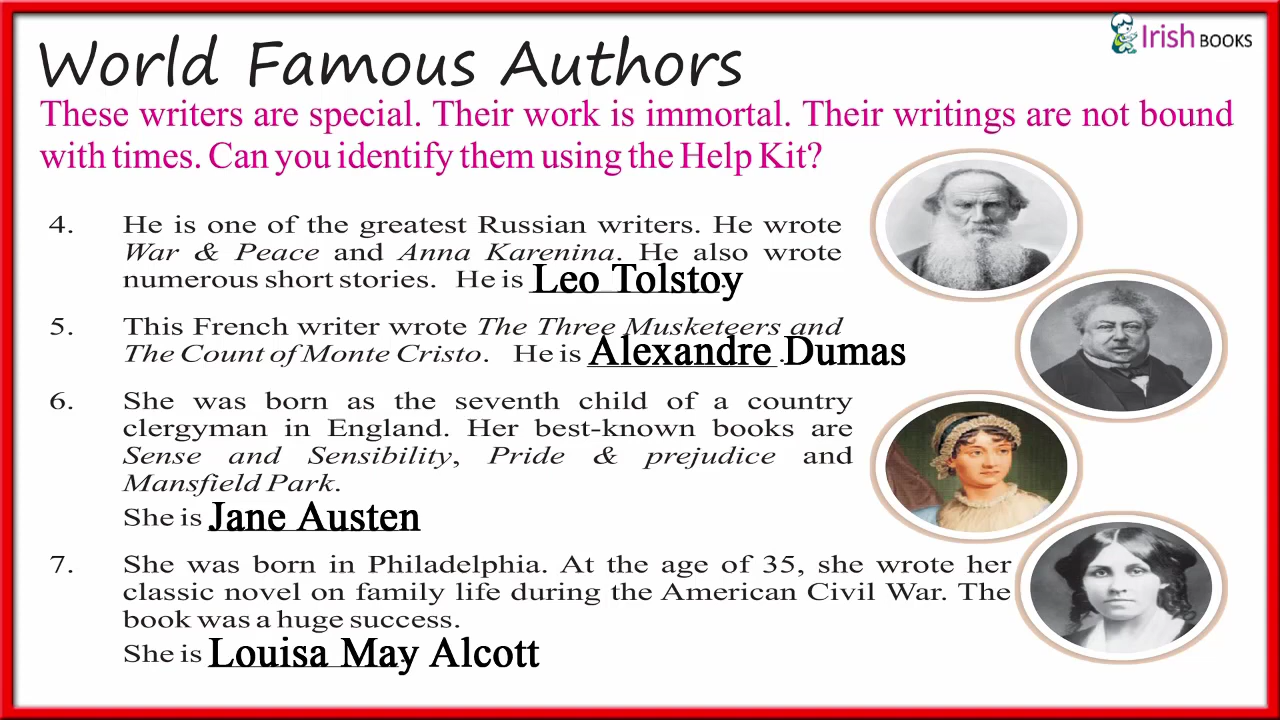 Irish BOOKS
World Famous Authors
These writers are special. Their work is immortal. Their writings are not bound
with times. Can you identify them using the Help Kit?
4. He is one of the greatest Russian writers. He wrote
War & Peace and Anna Karenina. He also wrote
numerous short stories. He is Leo Tolstoy
5. This French writer wrote The Three Musketeers and
The Count of Monte Cristo. He is Alexandre Dumas
6. She was born as the seventh child of a country
clergyman in England. Her best-known books are
Sense and Sensibility, Pride & prejudice and
Mansfield Park.
She is Jane Austen
7. She was born in Philadelphia. At the age of 35, she wrote her
classic novel on family life during the American Civil War. The
book was a huge success.
She is Louisa May Alcott